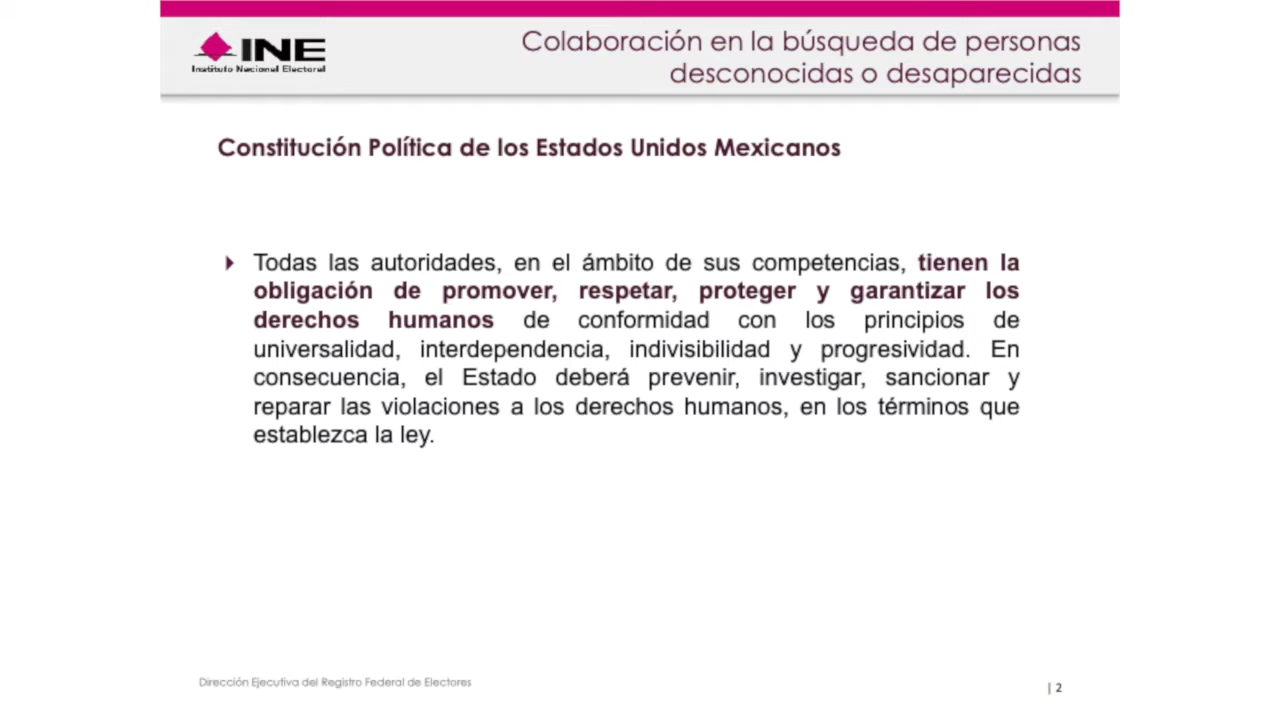 INE
Instituto Nacional Electoral
Colaboración en la búsqueda de personas
desconocidas o desaparecidas
Constitución Política de los Estados Unidos Mexicanos
Todas las autoridades, en el ámbito de sus competencias, tienen la
obligación de promover, respetar, proteger y garantizar los
derechos humanos de conformidad con los principios de
universalidad, interdependencia, indivisibilidad y progresividad. En
consecuencia, el Estado deberá prevenir, investigar, sancionar y
reparar las violaciones a los derechos humanos, en los términos que
establezca la ley.
Dirección Ejecutiva del Registro Federal de Electores
| 2